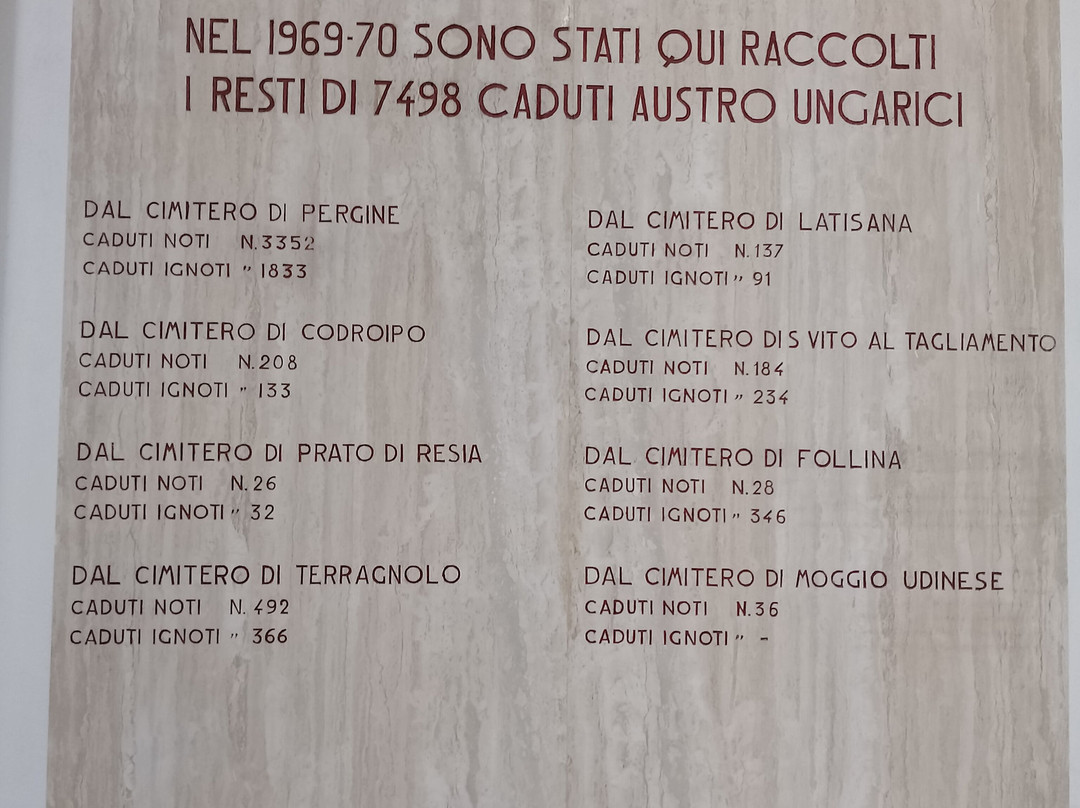 NEL 1969-70 SONO STATI QUI RACCOLTI
I RESTI DI 7498 CADUTI AUSTRO UNGARICI
DAL CIMITERO DI PERGINE
CADUTI NOTI N.3352
CADUTI IGNOTI " 1833
DAL CIMITERO DI CODROIPO
CADUTI NOTI N.208
CADUTI IGNOTI " 133
DAL CIMITERO DI PRATO DI RESIA
CADUTI NOTI N.26
CADUTI IGNOTI " 32
DAL CIMITERO DI TERRAGNOLO
CADUTI NOTI N. 492
CADUTI IGNOTI " 366
DAL CIMITERO DI LATISANA
CADUTI NOTI N.137
CADUTI IGNOTI " 91
DAL CIMITERO DI S VITO AL TAGLIAMENTO
CADUTI NOTI N.184
CADUTI IGNOTI " 234
DAL CIMITERO DI FOLLINA
CADUTI NOTI N.28
CADUTI IGNOTI " 346
DAL CIMITERO DI MOGGIO UDINESE
CADUTI NOTI N.36
CADUTI IGNOTI " -